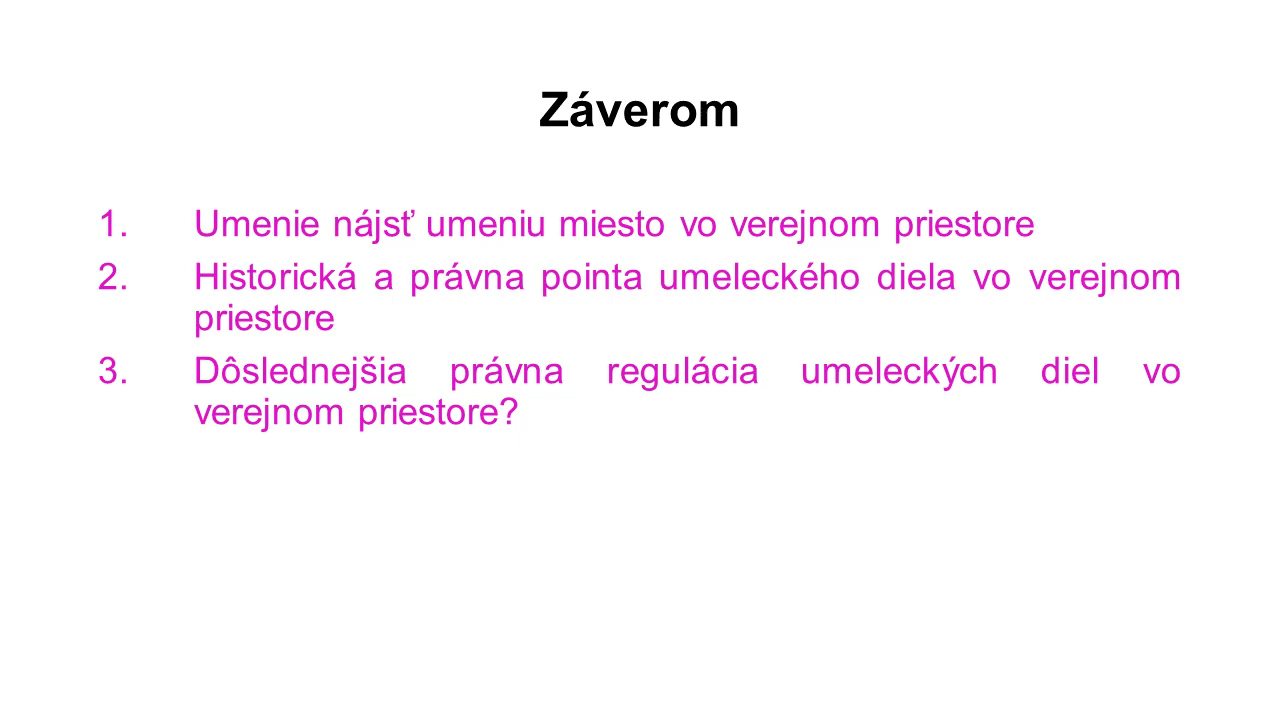 Záverom
1. Umenie nájsť umeniu miesto vo verejnom priestore
2. Historická a právna pointa umeleckého diela vo verejnom
priestore
3. Dôslednejšia právna regulácia umeleckých diel vo
verejnom priestore?